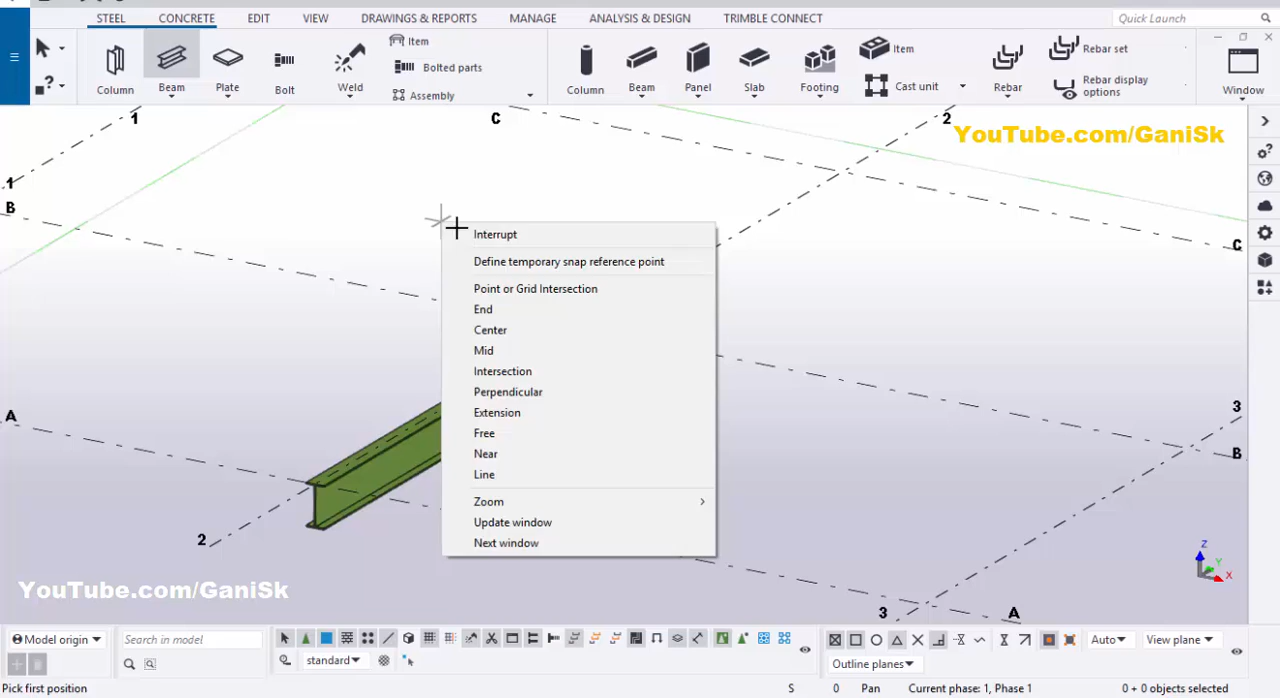 STEEL CONCRETE EDIT VIEW DRAWINGS & REPORTS MANAGE ANALYSIS & DESIGN TRIMBLE CONNECT Quick Launch
Column Beam Plate Bolt Weld
Item
Bolted parts
Assembly
Column Beam Panel Slab Footing
Item
Cast unit
Rebar
Rebar set
Rebar display options
Window
1 C 2
YouTube.com/GaniSk
1
B
C
Interrupt
Define temporary snap reference point
Point or Grid Intersection
End
Center
Mid
Intersection
Perpendicular
Extension
Free
Near
Line
Zoom
Update window
Next window
A
3
B
2
Z
Y
X
YouTube.com/GaniSk
3 A
Model origin
Search in model
standard
Auto
View plane
Outline planes
Pick first position
S 0 Pan Current phase: 1, Phase 1 0 + 0 objects selected